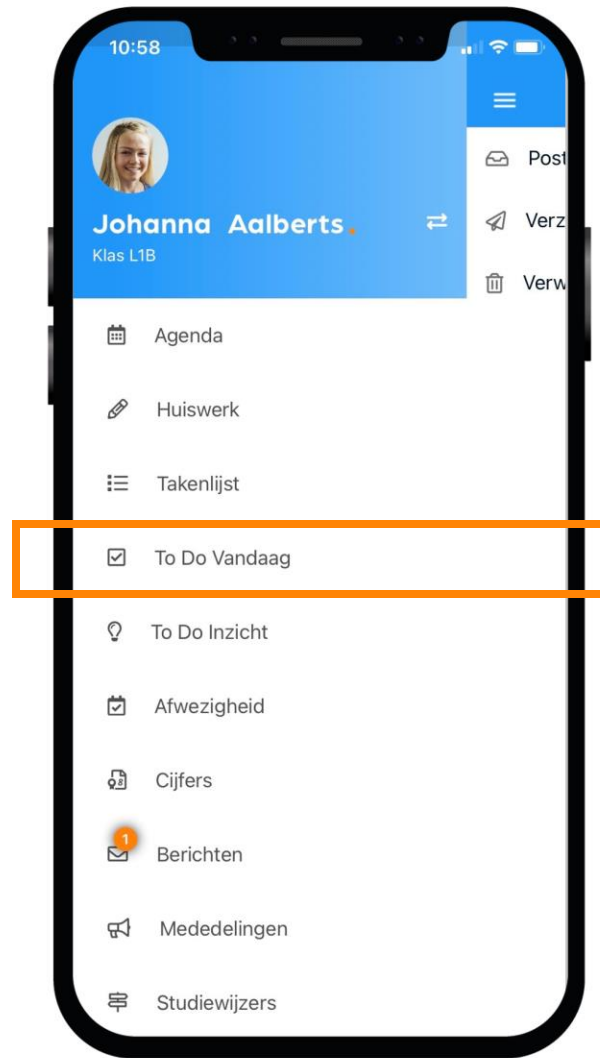 10:58
Johanna Aalberts.
Klas L1B
Post
Verz
Verw
Agenda
Huiswerk
Takenlijst
To Do Vandaag
To Do Inzicht
Afwezigheid
8
Cijfers
1
Berichten
Mededelingen
Studiewijzers